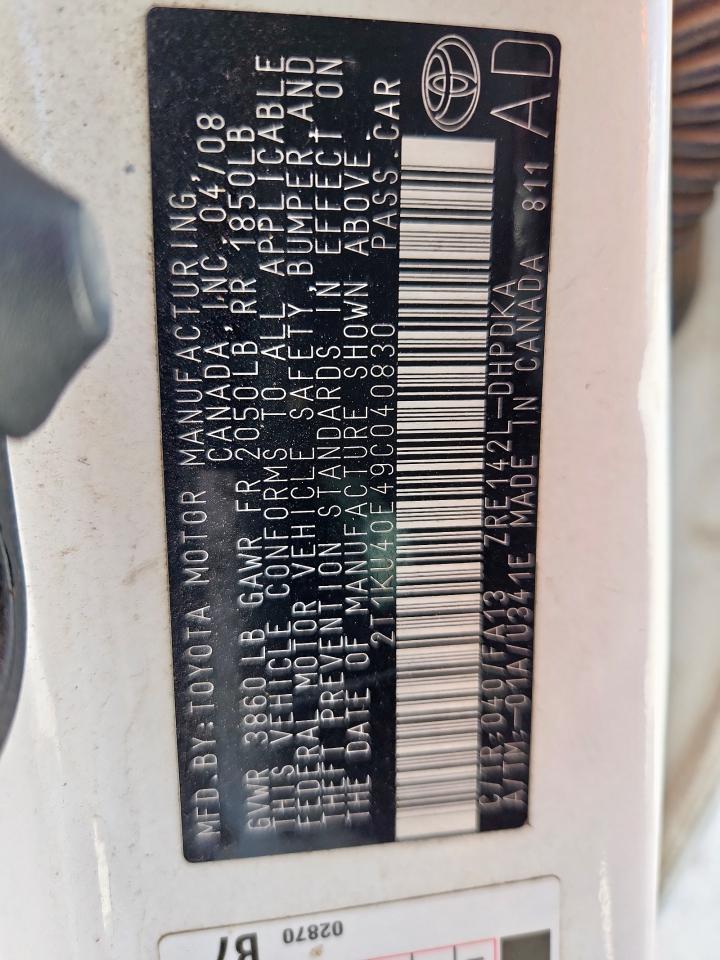 MFD.BY:TOYOTA MOTOR MANUFACTURING,
CANADA, INC. 04/08
GVWR 3860LB GAWR FR 2050LB RR 1850LB
THIS VEHICLE CONFORMS TO ALL APPLICABLE
FEDERAL MOTOR VEHICLE SAFETY, BUMPER AND
THEFT PREVENTION STANDARDS IN EFFECT ON
THE DATE OF MANUFACTURE SHOWN ABOVE.
2T1KU40E49C040830 PASS.CAR
C/TR:040/FA13 ZRE142L-DHPDKA
A/TM:-01A/U341E MADE IN CANADA 811 AD
02870